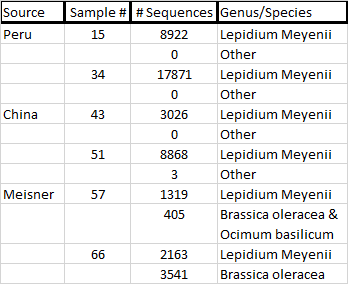 Source Sample # # Sequences Genus/Species
Peru 15 8922 Lepidium Meyenii
0 Other
34 17871 Lepidium Meyenii
0 Other
China 43 3026 Lepidium Meyenii
0 Other
51 8868 Lepidium Meyenii
3 Other
Meisner 57 1319 Lepidium Meyenii
405 Brassica oleracea &
Ocimum basilicum
66 2163 Lepidium Meyenii
3541 Brassica oleracea